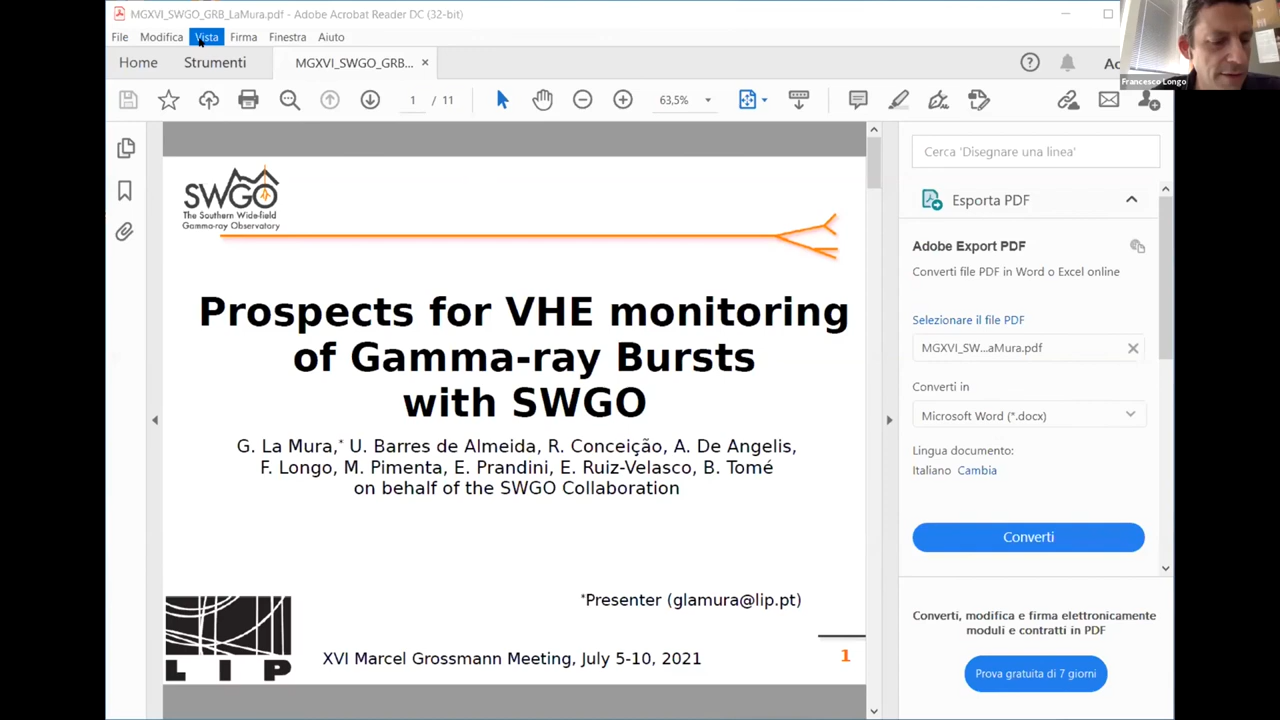 MGXVI_SWGO_GRB_LaMura.pdf - Adobe Acrobat Reader DC (32-bit)
File Modifica Vista Firma Finestra Aiuto
Home Strumenti MGXVI_SWGO_GRB...
1 / 11 63,5%
Francesco Longo
SWGO
The Southern Wide-field
Gamma-ray Observatory
Prospects for VHE monitoring
of Gamma-ray Bursts
with SWGO
G. La Mura,* U. Barres de Almeida, R. Conceição, A. De Angelis,
F. Longo, M. Pimenta, E. Prandini, E. Ruiz-Velasco, B. Tomé
on behalf of the SWGO Collaboration
*Presenter (glamura@lip.pt)
LIP
XVI Marcel Grossmann Meeting, July 5-10, 2021
1
Cerca 'Disegnare una linea'
Esporta PDF
Adobe Export PDF
Converti file PDF in Word o Excel online
Selezionare il file PDF
MGXVI_SW...aMura.pdf
Converti in
Microsoft Word (*.docx)
Lingua documento:
Italiano Cambia
Converti
Converti, modifica e firma elettronicamente
moduli e contratti in PDF
Prova gratuita di 7 giorni